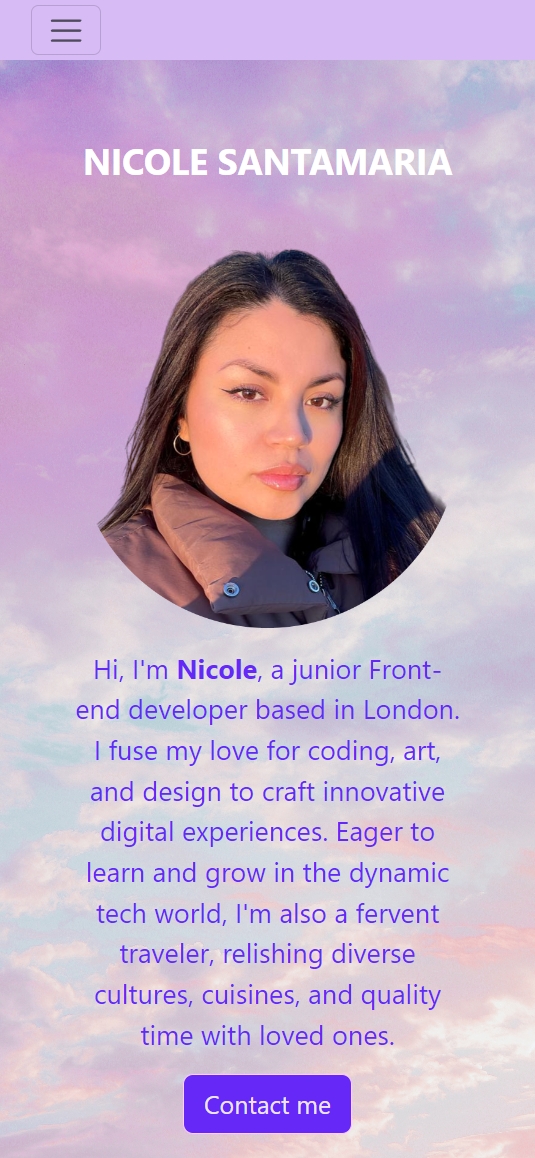 NICOLE SANTAMARIA
Hi, I'm Nicole, a junior Front-
end developer based in London.
I fuse my love for coding, art,
and design to craft innovative
digital experiences. Eager to
learn and grow in the dynamic
tech world, I'm also a fervent
traveler, relishing diverse
cultures, cuisines, and quality
time with loved ones.
Contact me